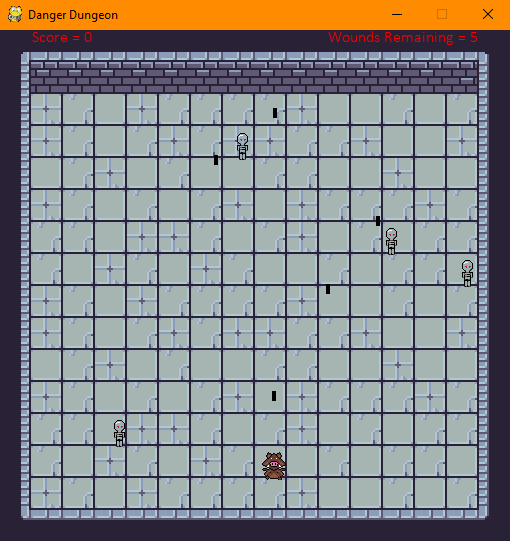 Danger Dungeon
Score = 0 Wounds Remaining = 5